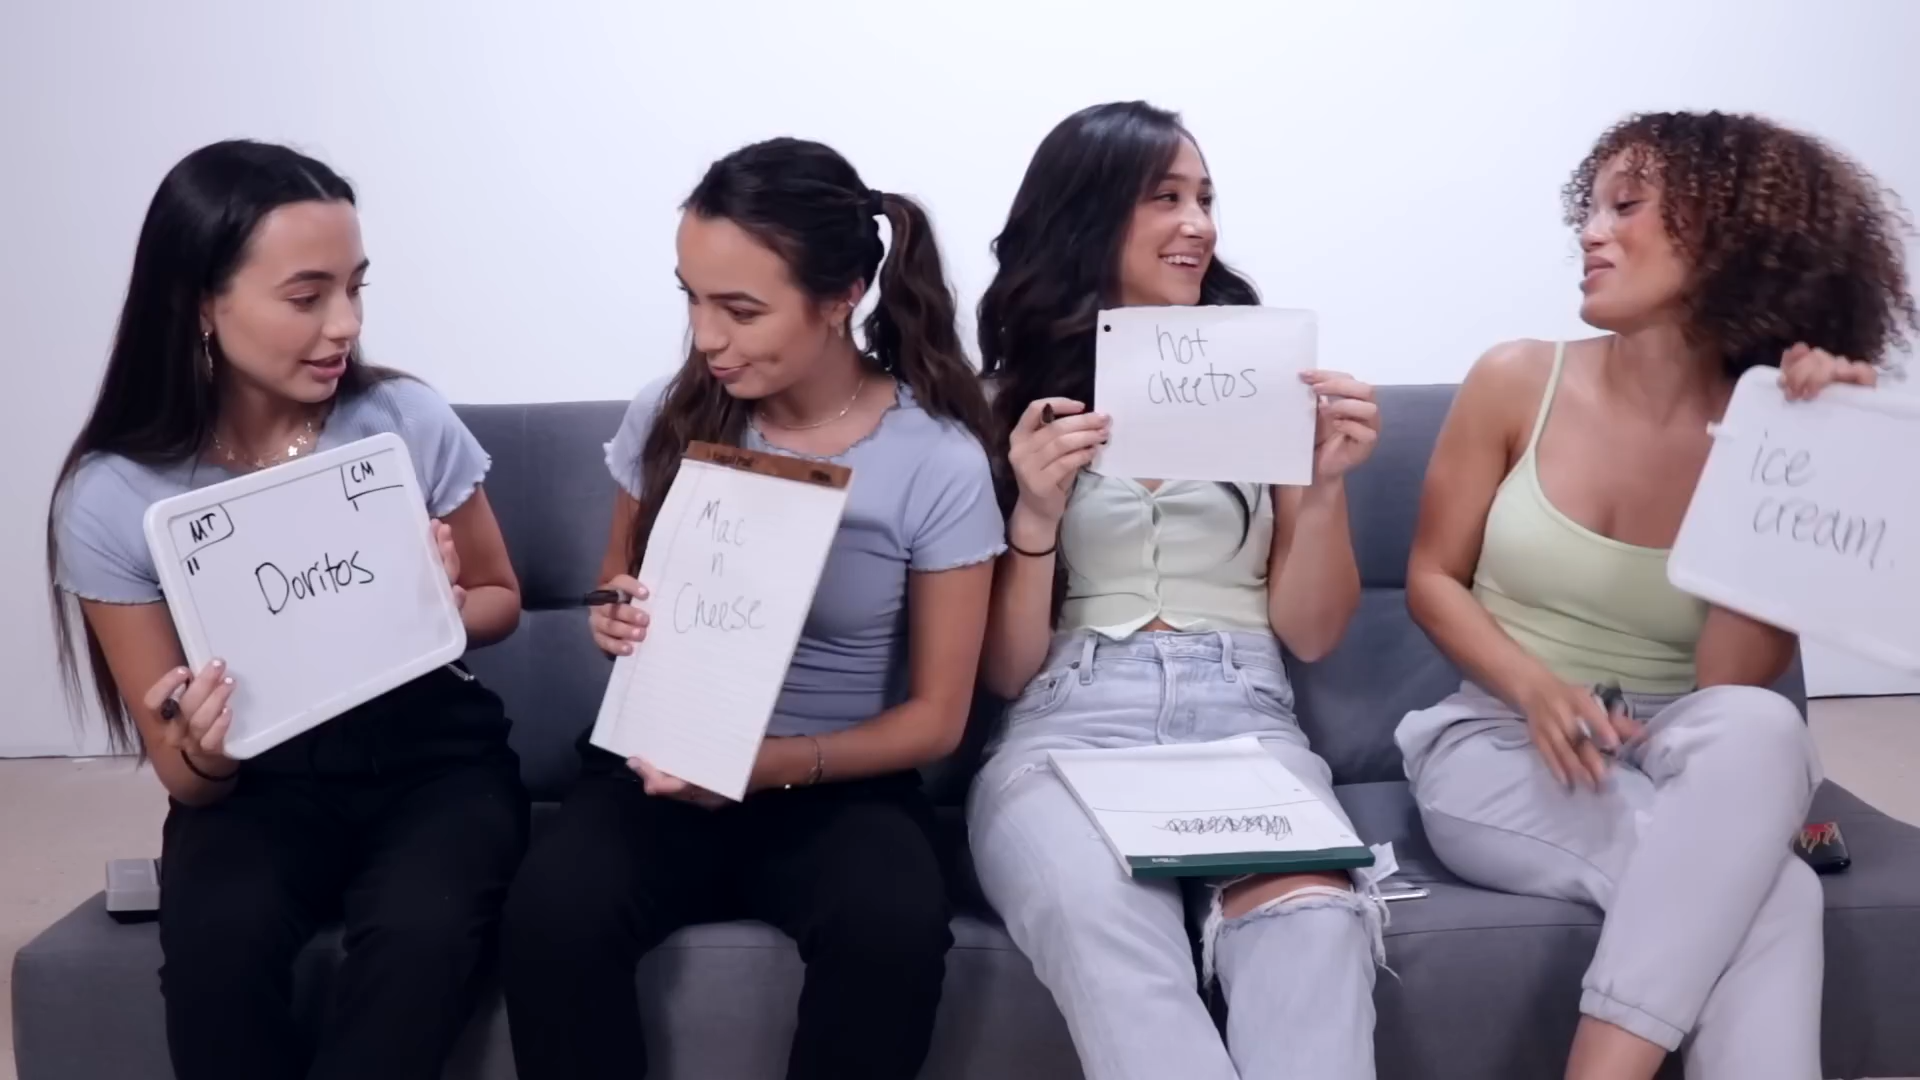 MT
CM
Doritos
Mac
n
Cheese
hot
cheetos
ice
cream.